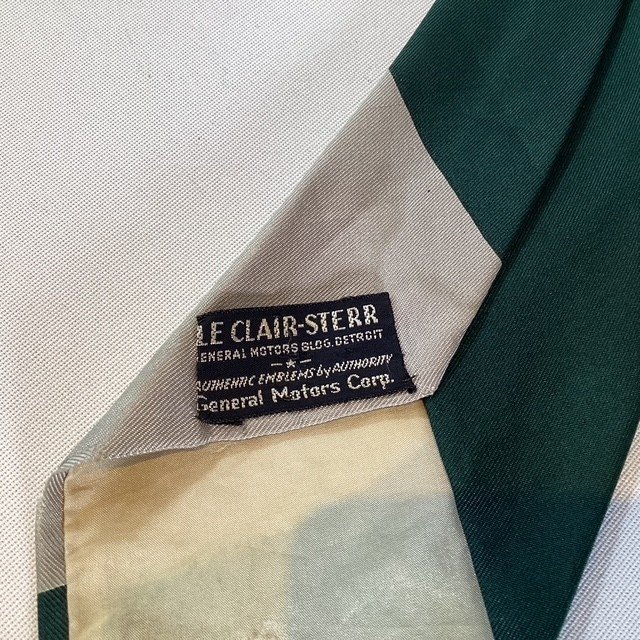 LE CLAIR-STERR
GENERAL MOTORS BLDG. DETROIT
AUTHENTIC EMBLEMS by AUTHORITY
General Motors Corp.